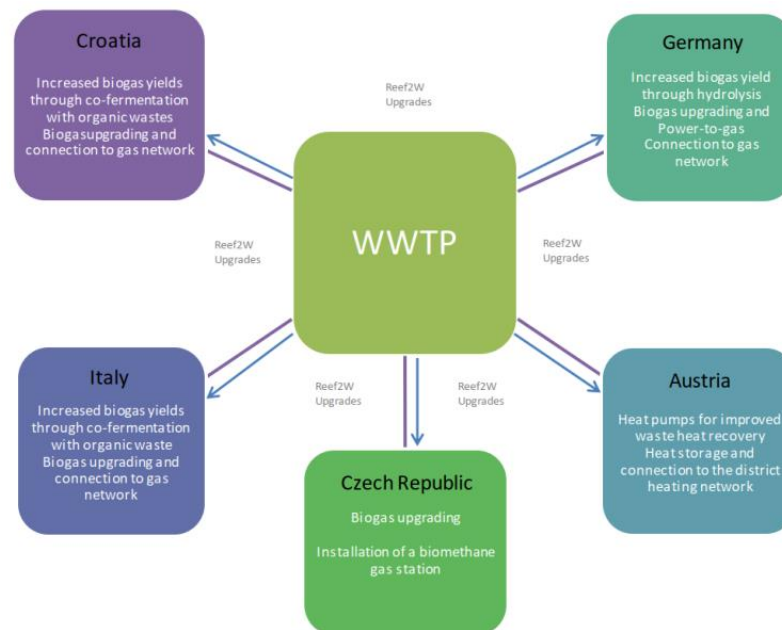 Croatia
Increased biogas yields
through co-fermentation
with organic wastes
Biogasupgrading and
connection to gas network
Reef2W
Upgrades
Germany
Increased biogas yield
through hydrolysis
Biogas upgrading and
Power-to-gas
Connection to gas
network
WWTP
Reef2W
Upgrades
Reef2W
Upgrades
Italy
Increased biogas yields
through co-fermentation
with organic waste
Biogas upgrading and
connection to gas
network
Reef2W
Upgrades
Reef2W
Upgrades
Czech Republic
Biogas upgrading
Installation of a biomethane
gas station
Austria
Heat pumps for improved
waste heat recovery
Heat storage and
connection to the district
heating network